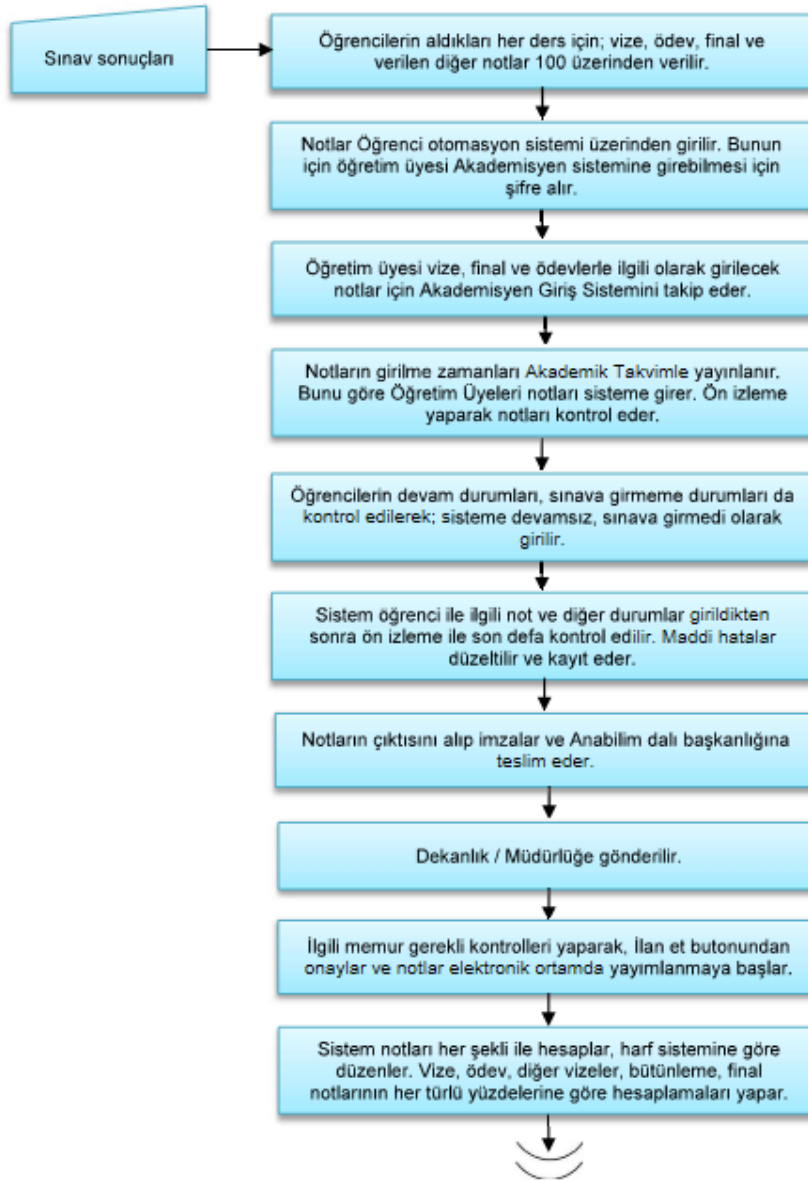 Sınav sonuçları
Öğrencilerin aldıkları her ders için; vize, ödev, final ve
verilen diğer notlar 100 üzerinden verilir.
Notlar Öğrenci otomasyon sistemi üzerinden girilir. Bunun
için öğretim üyesi Akademisyen sistemine girebilmesi için
şifre alır.
Öğretim üyesi vize, final ve ödevlerle ilgili olarak girilecek
notlar için Akademisyen Giriş Sistemini takip eder.
Notların girilme zamanları Akademik Takvimle yayınlanır.
Bunu göre Öğretim Üyeleri notları sisteme girer. Ön izleme
yaparak notları kontrol eder.
Öğrencilerin devam durumları, sınava girmeme durumları da
kontrol edilerek; sisteme devamsız, sınava girmedi olarak
girilir.
Sistem öğrenci ile ilgili not ve diğer durumlar girildikten
sonra ön izleme ile son defa kontrol edilir. Maddi hatalar
düzeltilir ve kayıt eder.
Notların çıktısını alıp imzalar ve Anabilim dalı başkanlığına
teslim eder.
Dekanlık / Müdürlüğe gönderilir.
İlgili memur gerekli kontrolleri yaparak, İlan et butonundan
onaylar ve notlar elektronik ortamda yayımlanmaya başlar.
Sistem notları her şekli ile hesaplar, harf sistemine göre
düzenler. Vize, ödev, diğer vizeler, bütünleme, final
notlarının her türlü yüzdelerine göre hesaplamaları yapar.